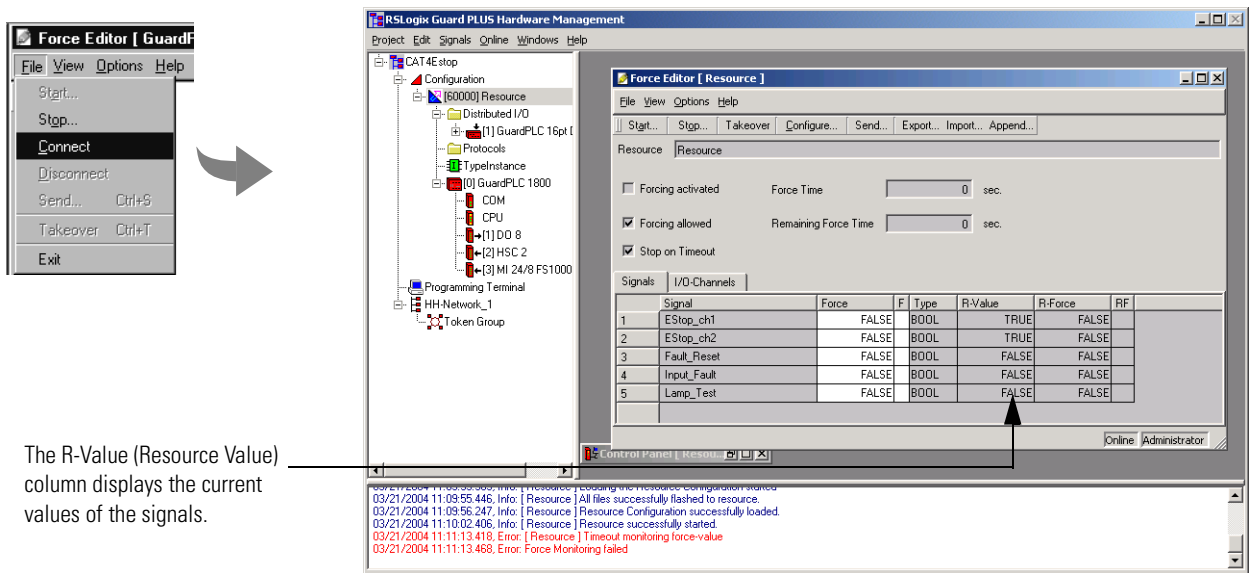 Force Editor [ GuardF
File View Options Help
Start...
Stop...
Connect
Disconnect
Send... Ctrl+S
Takeover Ctrl+T
Exit
The R-Value (Resource Value)
column displays the current
values of the signals.
RSLogix Guard PLUS Hardware Management
Project Edit Signals Online Windows Help
CAT4Estop
Configuration
[60000] Resource
Distributed I/O
[1] GuardPLC 16pt
Protocols
TypeInstance
[0] GuardPLC 1800
COM
CPU
[1] DO 8
[2] HSC 2
[3] MI 24/8 FS1000
Programming Terminal
HH-Network_1
Token Group
Force Editor [ Resource ]
File View Options Help
Start... Stop... Takeover Configure... Send... Export... Import... Append...
Resource Resource
Forcing activated Force Time 0 sec.
Forcing allowed Remaining Force Time 0 sec.
Stop on Timeout
Signals I/O-Channels
Signal Force F Type R-Value R-Force RF
1 EStop_ch1 FALSE BOOL TRUE FALSE
2 EStop_ch2 FALSE BOOL TRUE FALSE
3 Fault_Reset FALSE BOOL FALSE FALSE
4 Input_Fault FALSE BOOL FALSE FALSE
5 Lamp_Test FALSE BOOL FALSE FALSE
Online Administrator
Control Panel [ Resou...
03/21/2004 11:09:55.446, Info: [ Resource ] All files successfully flashed to resource.
03/21/2004 11:09:56.247, Info: [ Resource ] Resource Configuration successfully loaded.
03/21/2004 11:10:02.406, Info: [ Resource ] Resource successfully started.
03/21/2004 11:11:13.418, Error: [ Resource ] Timeout monitoring force-value
03/21/2004 11:11:13.468, Error: Force Monitoring failed